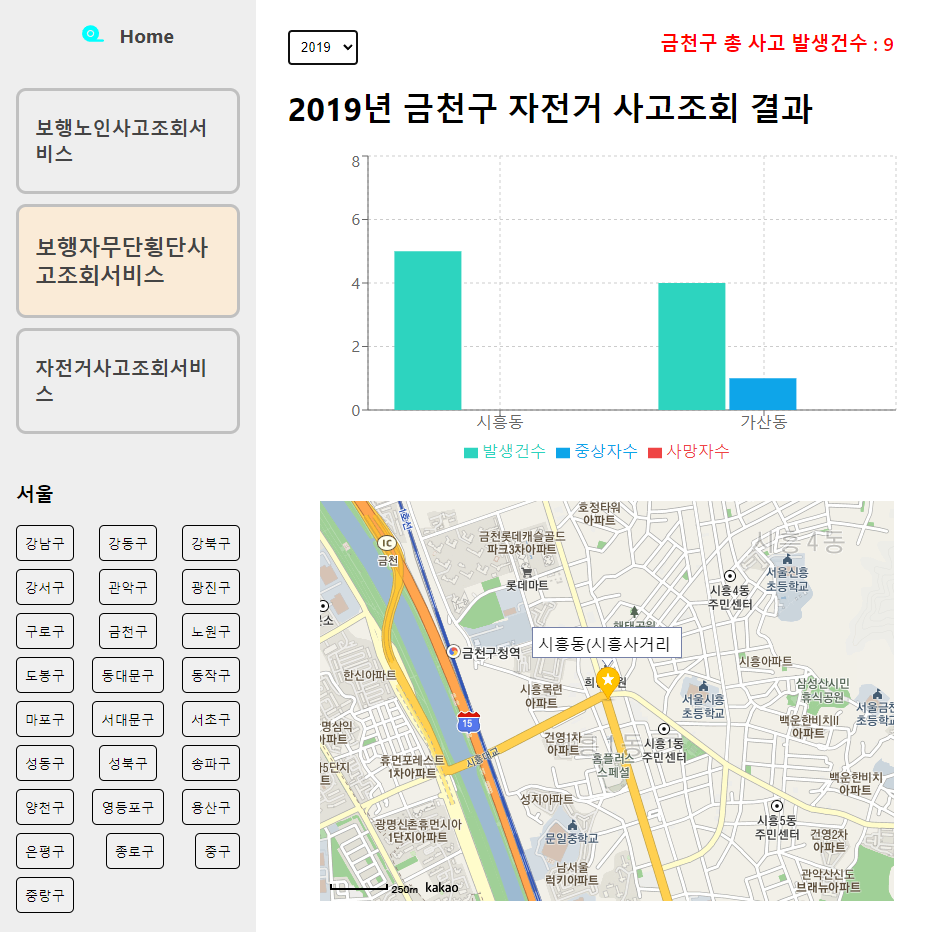 Home
보행노인사고조회서
비스
보행자무단횡단사
고조회서비스
자전거사고조회서비
스
서울
강남구 강동구 강북구
강서구 관악구 광진구
구로구 금천구 노원구
도봉구 동대문구 동작구
마포구 서대문구 서초구
성동구 성북구 송파구
양천구 영등포구 용산구
은평구 종로구 중구
중랑구
2019
금천구 총 사고 발생건수 : 9
2019년 금천구 자전거 사고조회 결과
8
6
4
2
0
시흥동 가산동
발생건수 중상자수 사망자수
호정타워
아파트
금천롯데캐슬골드
파크3차아파트
시흥4동
IC
금천
롯데마트
서울신흥
초등학교
시흥4동
주민센터
해태공원
시흥동(시흥사거리
금천구청역
시흥아파트
한신아파트
시흥목련
아파트
삼성산시민
휴식공원
서울시흥
초등학교
서울금천
초등학교
15
백운한비치II
아파트
시흥1동
주민센터
건영1차
아파트
홈플러스
스페셜
시흥대교
휴먼포레스트
1차아파트
백운한비치
아파트
성지아파트
시흥5동
주민센터
광명신촌휴먼시아
1단지아파트
문일중학교
건영2차
아파트
남서울
럭키아파트
관악산신도
브래뉴아파트
250m kakao